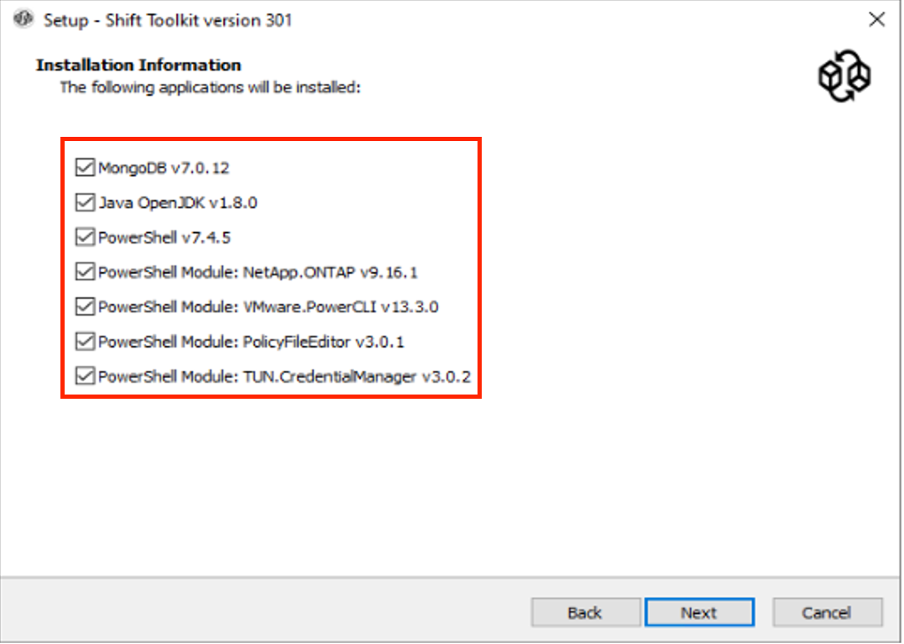 Setup - Shift Toolkit version 301
Installation Information
The following applications will be installed:
MongoDB v7.0.12
Java OpenJDK v1.8.0
PowerShell v7.4.5
PowerShell Module: NetApp.ONTAP v9.16.1
PowerShell Module: VMware.PowerCLI v13.3.0
PowerShell Module: PolicyFileEditor v3.0.1
PowerShell Module: TUN.CredentialManager v3.0.2
Back Next Cancel